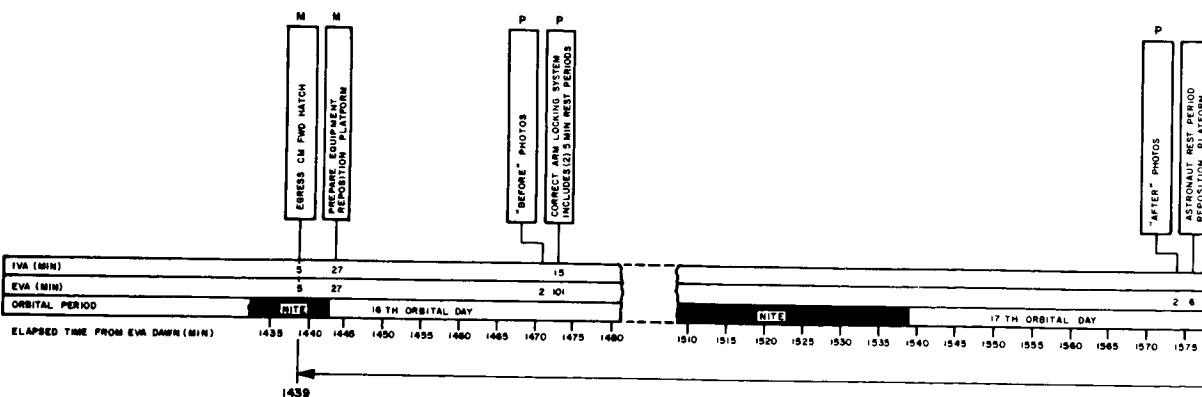 M M P P P
EGRESS CM FWD HATCH
PREPARE EQUIPMENT
REPOSITION PLATFORM
"BEFORE" PHOTOS
CORRECT ARM LOCKING SYSTEM
INCLUDES (2) 5 MIN REST PERIODS
"AFTER" PHOTOS
ASTRONAUT REST PERIOD
REPOSITION PLATFORM
IVA (MIN) 5 27 15
EVA (MIN) 5 27 2 101 2 6
ORBITAL PERIOD NITE 16 TH ORBITAL DAY NITE 17 TH ORBITAL DAY
ELAPSED TIME FROM EVA DAWN (MIN) 1435 1440 1445 1450 1455 1460 1465 1470 1475 1480 1510 1515 1520 1525 1530 1535 1540 1545 1550 1555 1560 1565 1570 1575
1439